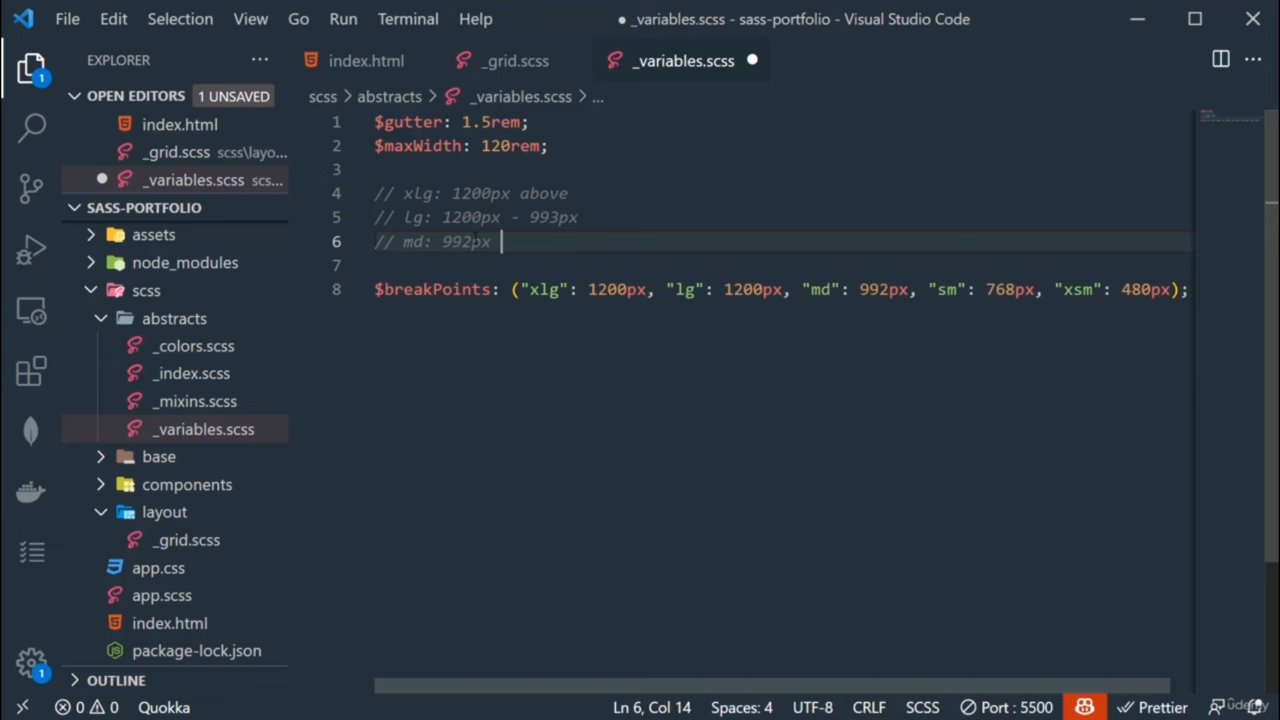 File Edit Selection View Go Run Terminal Help
● _variables.scss - sass-portfolio - Visual Studio Code
EXPLORER
index.html
_grid.scss
_variables.scss
1
OPEN EDITORS
1 UNSAVED
scss > abstracts > _variables.scss > ...
index.html
_grid.scss scss\layo...
_variables.scss scs...
SASS-PORTFOLIO
assets
node_modules
scss
abstracts
_colors.scss
_index.scss
_mixins.scss
_variables.scss
base
components
layout
_grid.scss
app.css
app.scss
index.html
package-lock.json
OUTLINE
1
1 $gutter: 1.5rem;
2 $maxWidth: 120rem;
3
4 // xlg: 1200px above
5 // lg: 1200px - 993px
6 // md: 992px
7
8 $breakPoints: ("xlg": 1200px, "lg": 1200px, "md": 992px, "sm": 768px, "xsm": 480px);
0 0 Quokka
Ln 6, Col 14 Spaces: 4 UTF-8 CRLF SCSS Port : 5500 Prettier
udemy